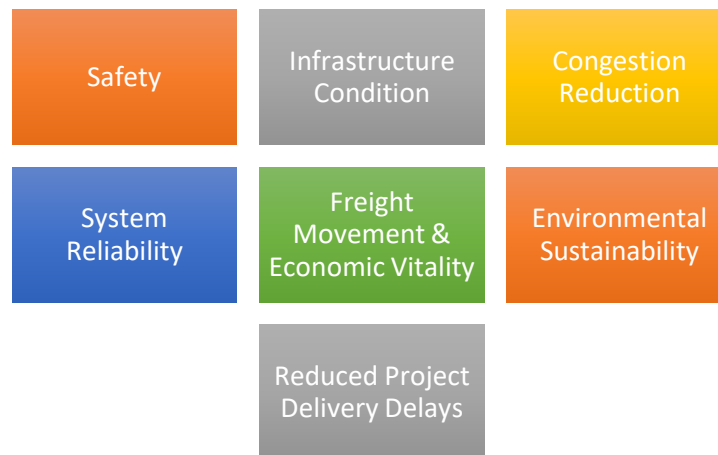 Safety
Infrastructure
Condition
Congestion
Reduction
System
Reliability
Freight
Movement &
Economic Vitality
Environmental
Sustainability
Reduced Project
Delivery Delays